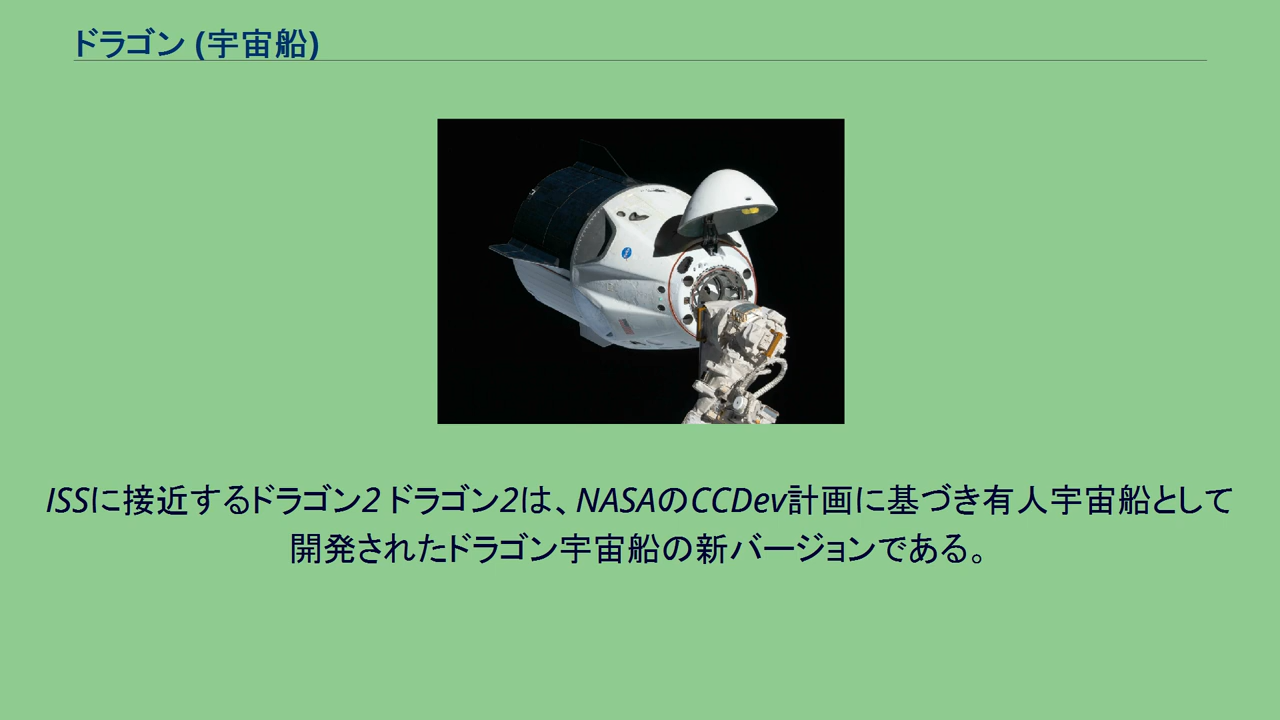 ドラゴン (宇宙船)
ISSに接近するドラゴン2 ドラゴン2は、NASAのCCDev計画に基づき有人宇宙船として
開発されたドラゴン宇宙船の新バージョンである。